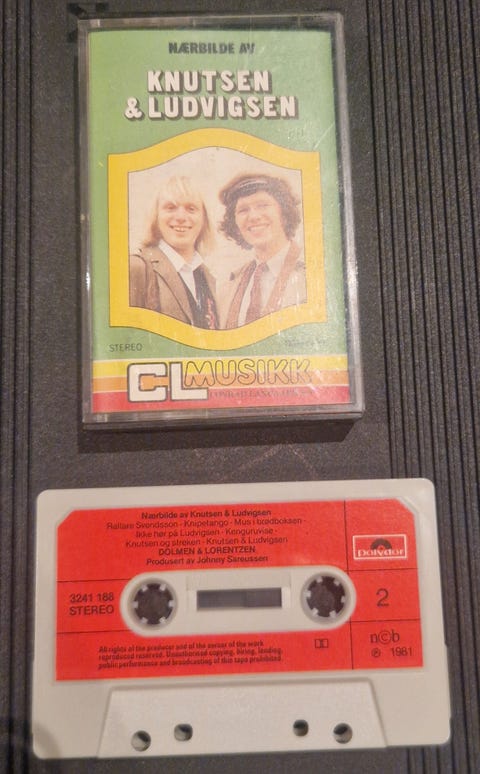 NÆRBILDE AV
KNUTSEN
& LUDVIGSEN
STEREO
CL MUSIKK
Nærbilde av Knutsen & Ludvigsen
Rallare Svendsson - Knipetango - Mus i brødboksen -
Ikke hør på Ludvigsen - Kenguruvise -
Knutsen og streken - Knutsen & Ludvigsen
DOLMEN & LORENTZEN
Produsert av Johnny Sareussen
polydor
3241 188
STEREO
2
All rights of the producer and of the owner of the work
reproduced reserved. Unauthorised copying, hiring, lending,
public performance and broadcasting of this tape prohibited.
n©b
℗ 1981